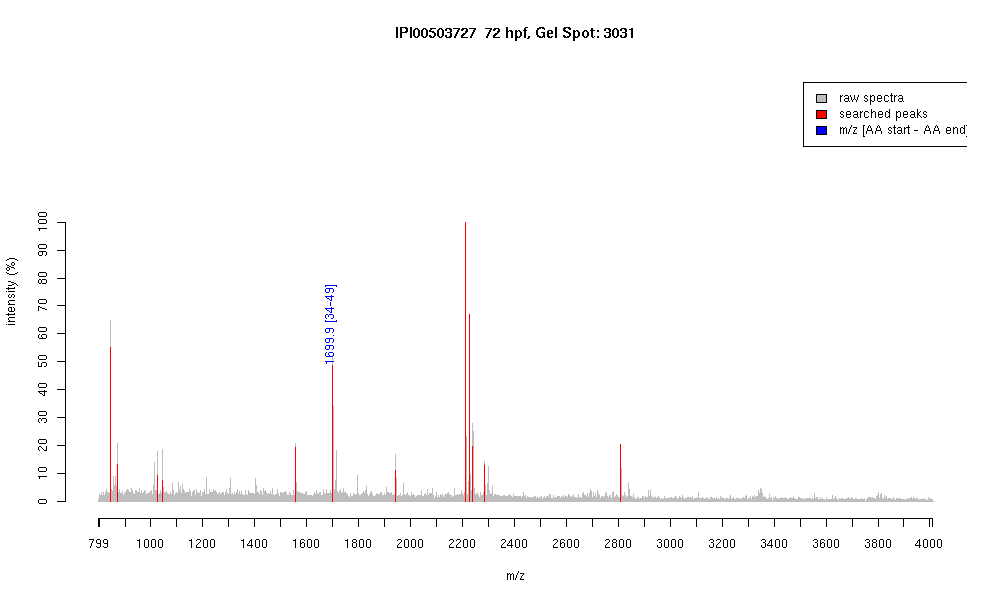 IPI00503727 72 hpf, Gel Spot: 3031
raw spectra
searched peaks
m/z [AA start - AA end]
intensity (%)
100
90
80
70
60
50
40
30
20
10
0
1699.9 [34-49]
799 1000 1200 1400 1600 1800 2000 2200 2400 2600 2800 3000 3200 3400 3600 3800 4000
m/z